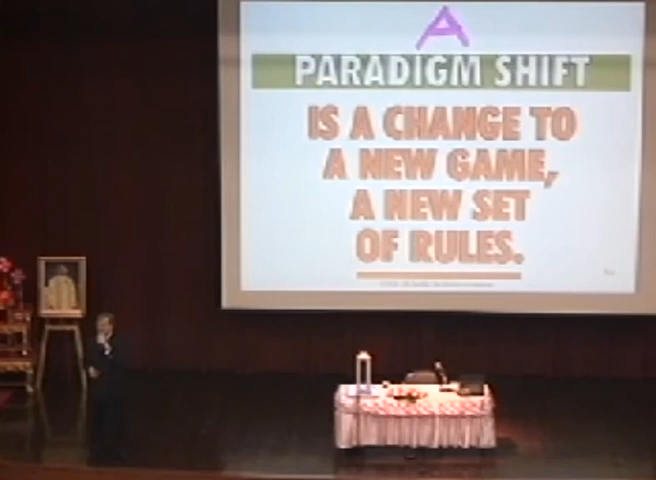 A
PARADIGM SHIFT
IS A CHANGE TO
A NEW GAME,
A NEW SET
OF RULES.